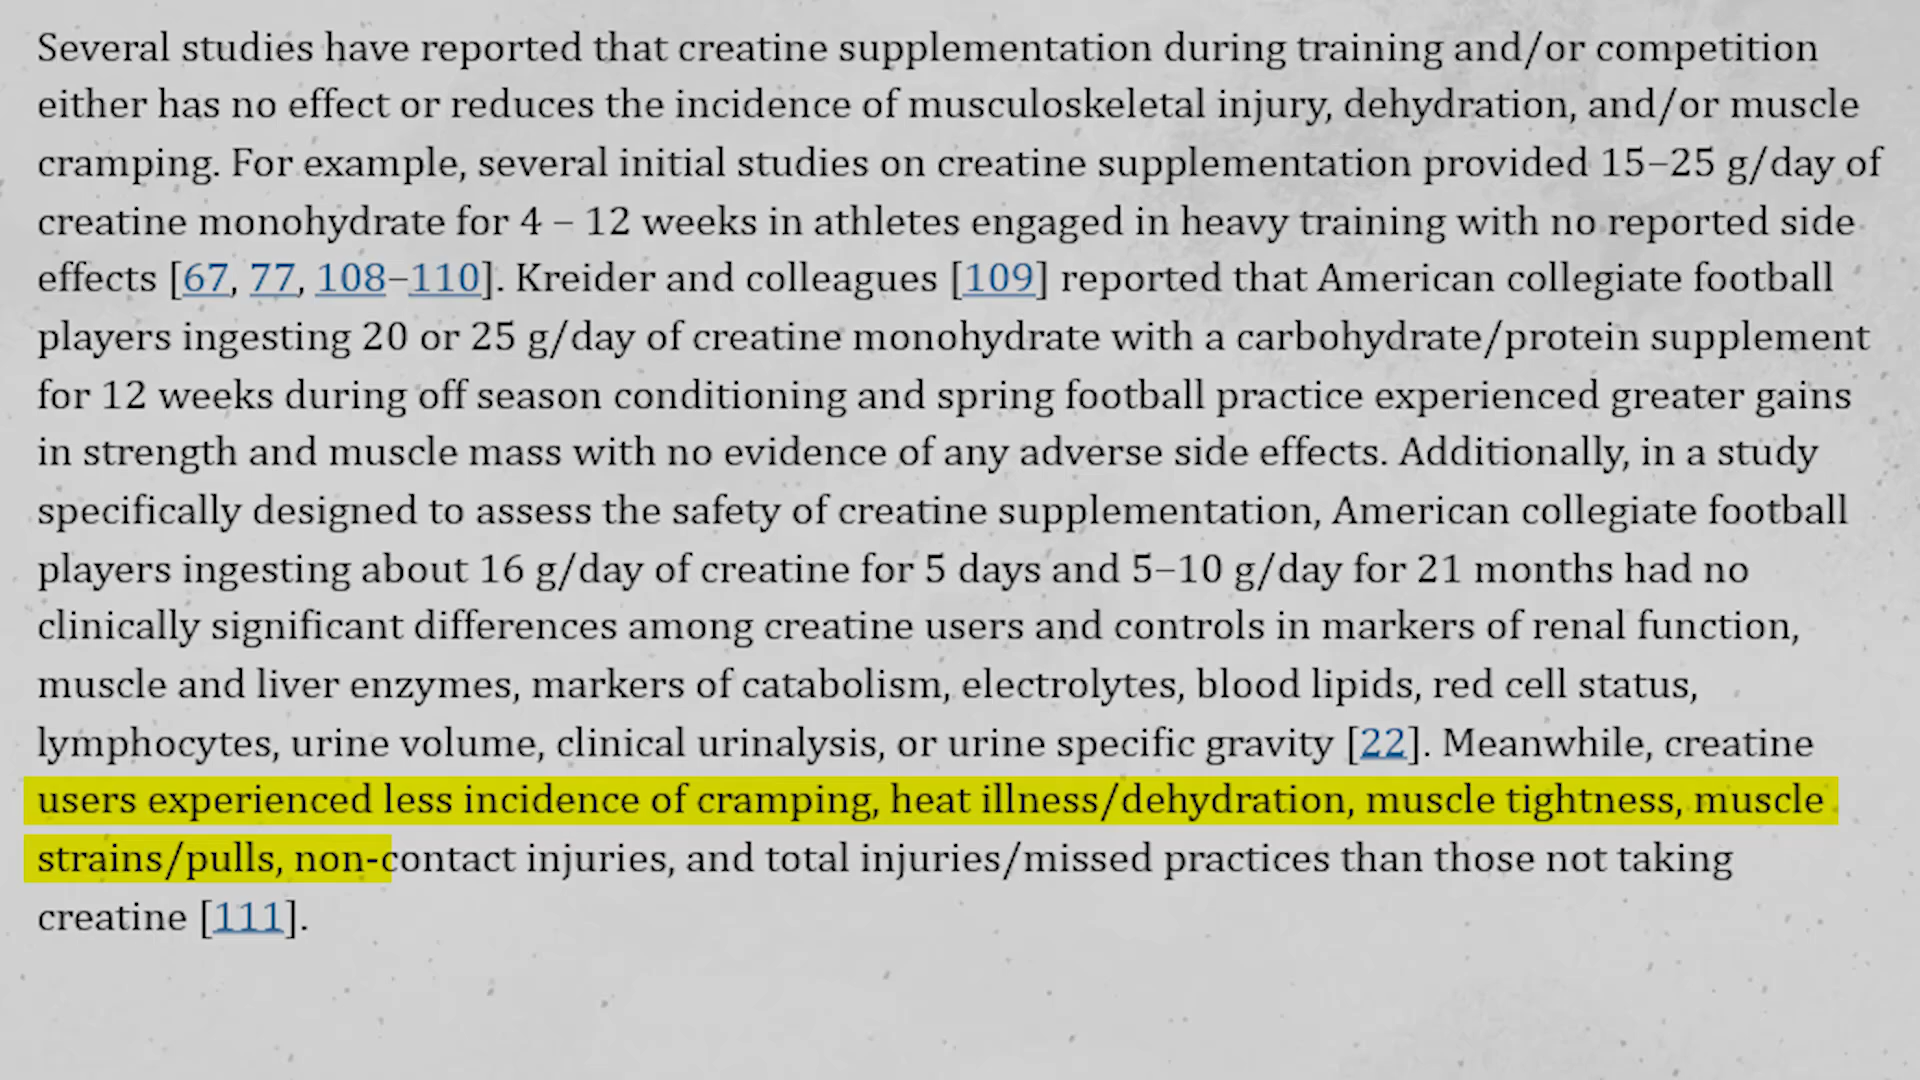 Several studies have reported that creatine supplementation during training and/or competition
either has no effect or reduces the incidence of musculoskeletal injury, dehydration, and/or muscle
cramping. For example, several initial studies on creatine supplementation provided 15–25 g/day of
creatine monohydrate for 4 – 12 weeks in athletes engaged in heavy training with no reported side
effects [67, 77, 108–110]. Kreider and colleagues [109] reported that American collegiate football
players ingesting 20 or 25 g/day of creatine monohydrate with a carbohydrate/protein supplement
for 12 weeks during off season conditioning and spring football practice experienced greater gains
in strength and muscle mass with no evidence of any adverse side effects. Additionally, in a study
specifically designed to assess the safety of creatine supplementation, American collegiate football
players ingesting about 16 g/day of creatine for 5 days and 5–10 g/day for 21 months had no
clinically significant differences among creatine users and controls in markers of renal function,
muscle and liver enzymes, markers of catabolism, electrolytes, blood lipids, red cell status,
lymphocytes, urine volume, clinical urinalysis, or urine specific gravity [22]. Meanwhile, creatine
users experienced less incidence of cramping, heat illness/dehydration, muscle tightness, muscle
strains/pulls, non-contact injuries, and total injuries/missed practices than those not taking
creatine [111].